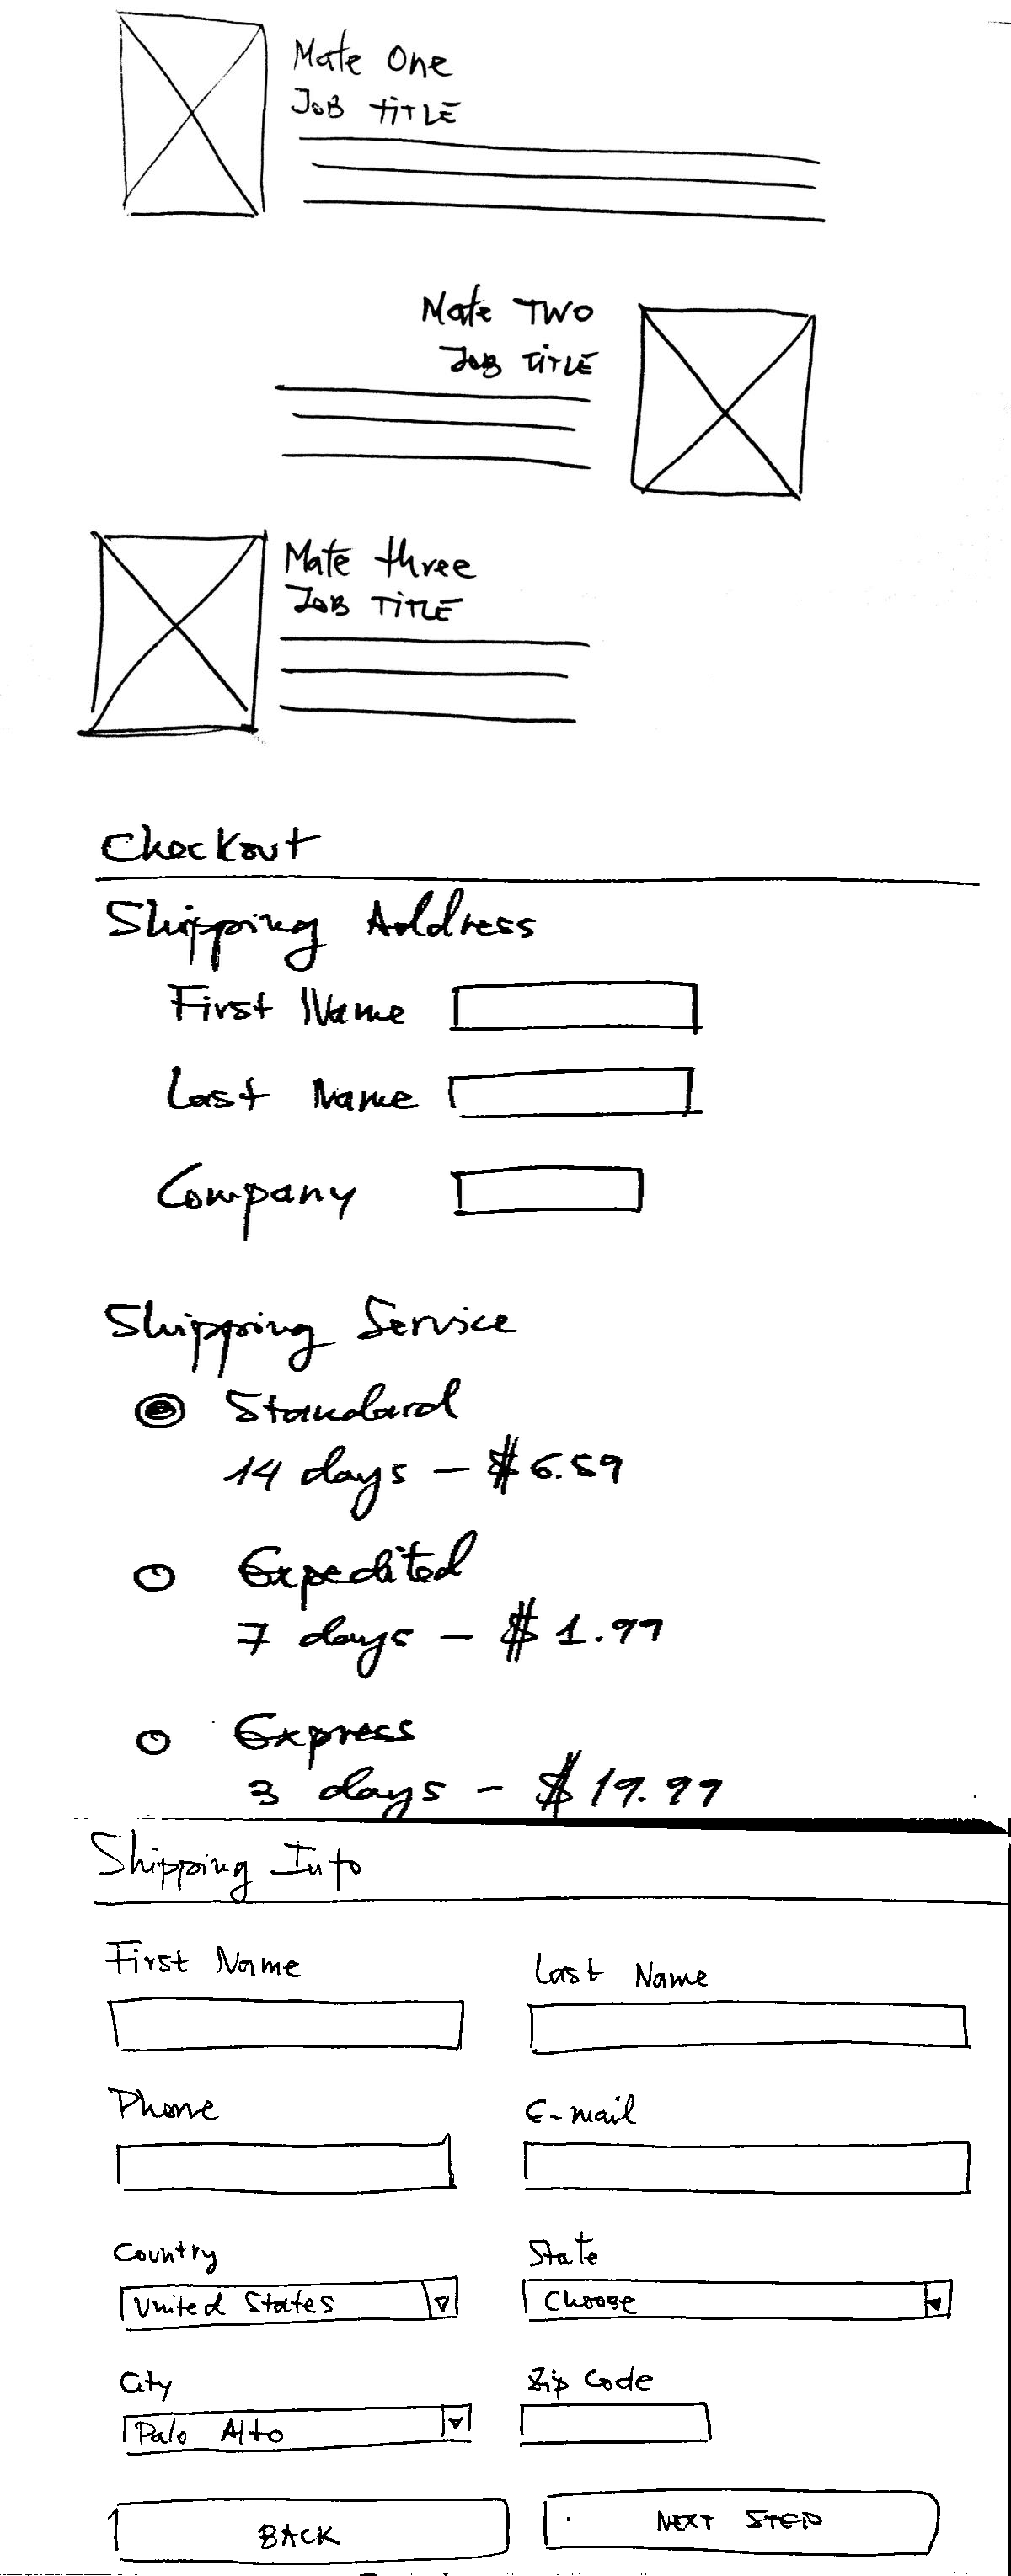 Mate One
JOB TITLE
Mate TWO
JOB TITLE
Mate three
JOB TITLE
Checkout
Shipping Address
First Name
Last Name
Company
Shipping Service
Standard
14 days - $6.59
Expedited
7 days - $1.99
Express
3 days - $19.99
Shipping Info
First Name
Last Name
Phone
E-mail
Country
State
United States
Choose
City
Zip Code
Palo Alto
BACK
NEXT STEP